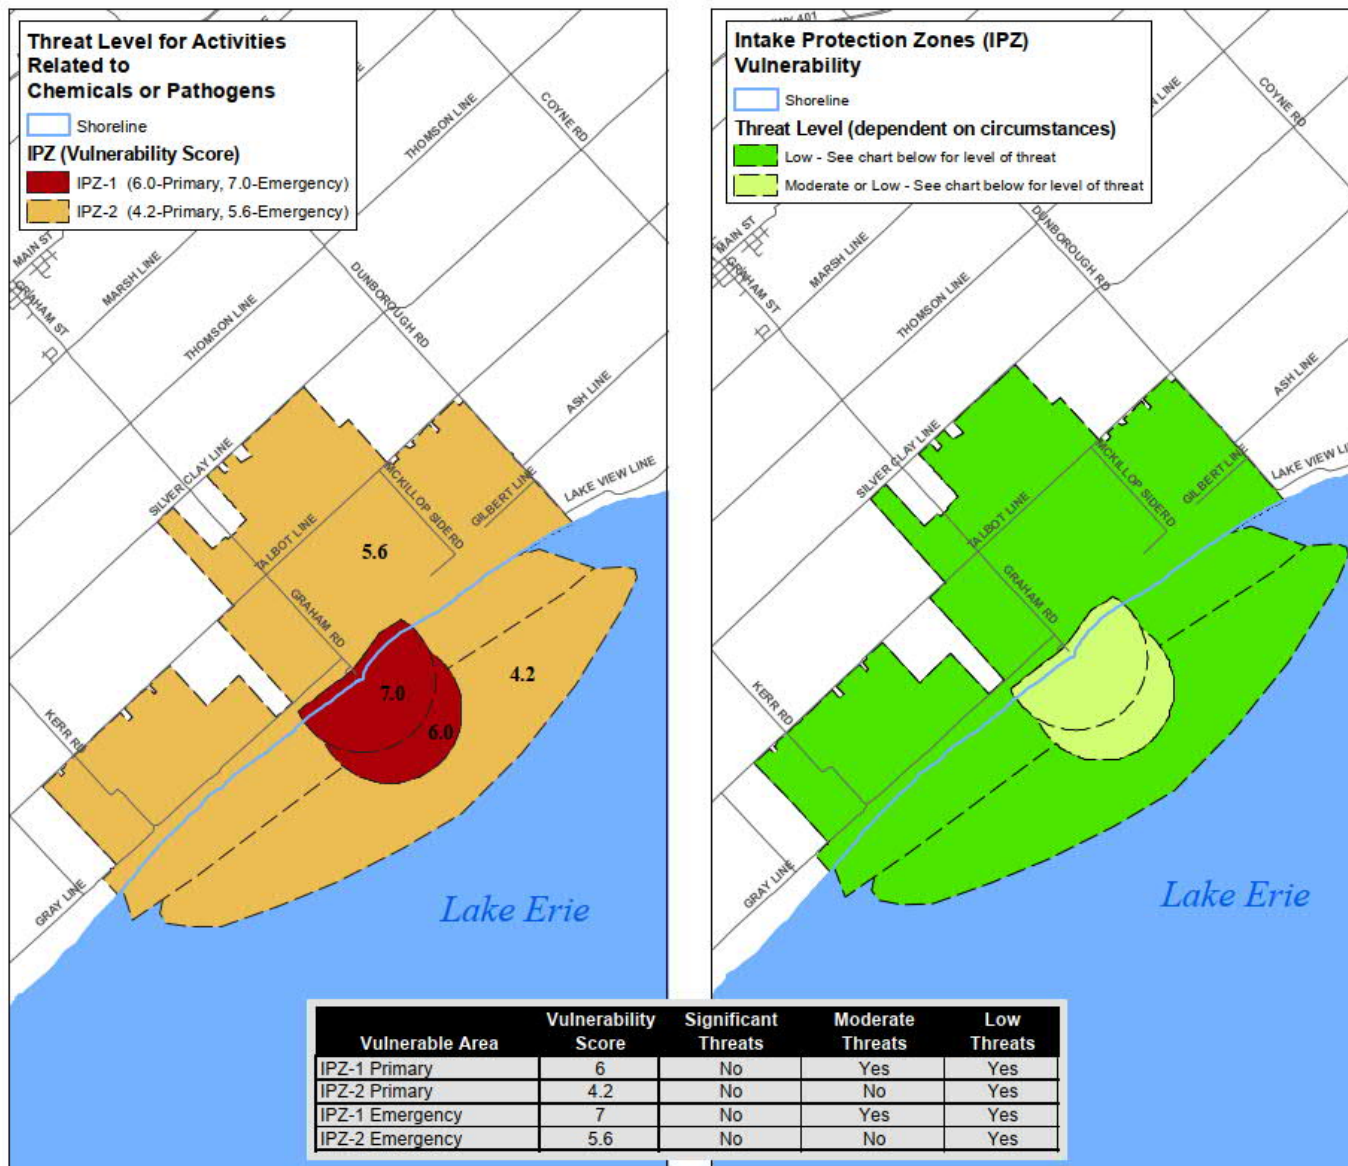 Threat Level for Activities
Related to
Chemicals or Pathogens
Shoreline
IPZ (Vulnerability Score)
IPZ-1 (6.0-Primary, 7.0-Emergency)
IPZ-2 (4.2-Primary, 5.6-Emergency)
THOMSON LINE
COYNE RD
MAIN ST
GRAHAM ST
MARSH LINE
THOMSON LINE
DUNBOROUGH RD
ASH LINE
SILVER CLAY LINE
MCKILLOP SIDERD
GILBERT LINE
LAKE VIEW LINE
TALBOT LINE
5.6
GRAHAM RD
4.2
7.0
6.0
KERR RD
GRAY LINE
Lake Erie
401
Intake Protection Zones (IPZ)
Vulnerability
Shoreline
Threat Level (dependent on circumstances)
Low - See chart below for level of threat
Moderate or Low - See chart below for level of threat
COYNE RD
MAIN ST
GRAHAM ST
MARSH LINE
THOMSON LINE
DUNBOROUGH RD
ASH LINE
SILVER CLAY LINE
MCKILLOP SIDERD
GILBERT LINE
LAKE VIEW LI
TALBOT LINE
GRAHAM RD
KERR RD
GRAY LINE
Lake Erie
Vulnerable Area Vulnerability Score Significant Threats Moderate Threats Low Threats
IPZ-1 Primary 6 No Yes Yes
IPZ-2 Primary 4.2 No No Yes
IPZ-1 Emergency 7 No Yes Yes
IPZ-2 Emergency 5.6 No No Yes